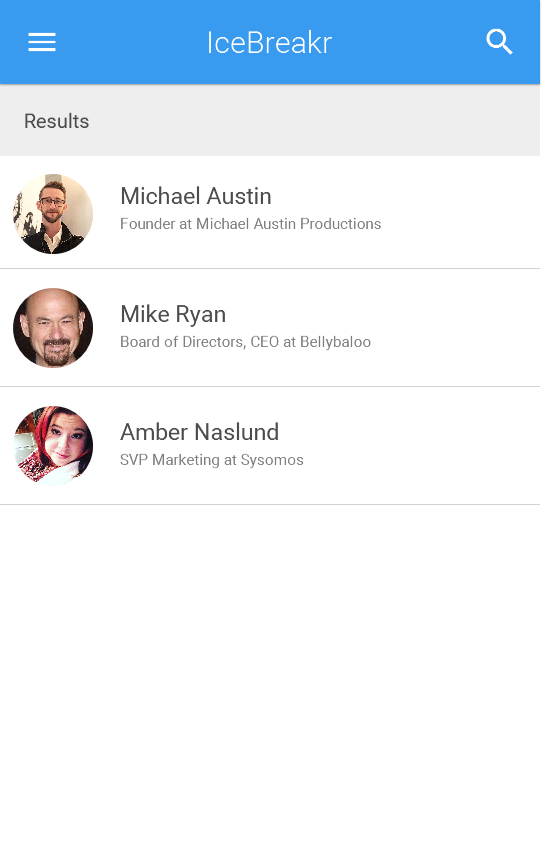 IceBreakr
Results
Michael Austin
Founder at Michael Austin Productions
Mike Ryan
Board of Directors, CEO at Bellybaloo
Amber Naslund
SVP Marketing at Sysomos